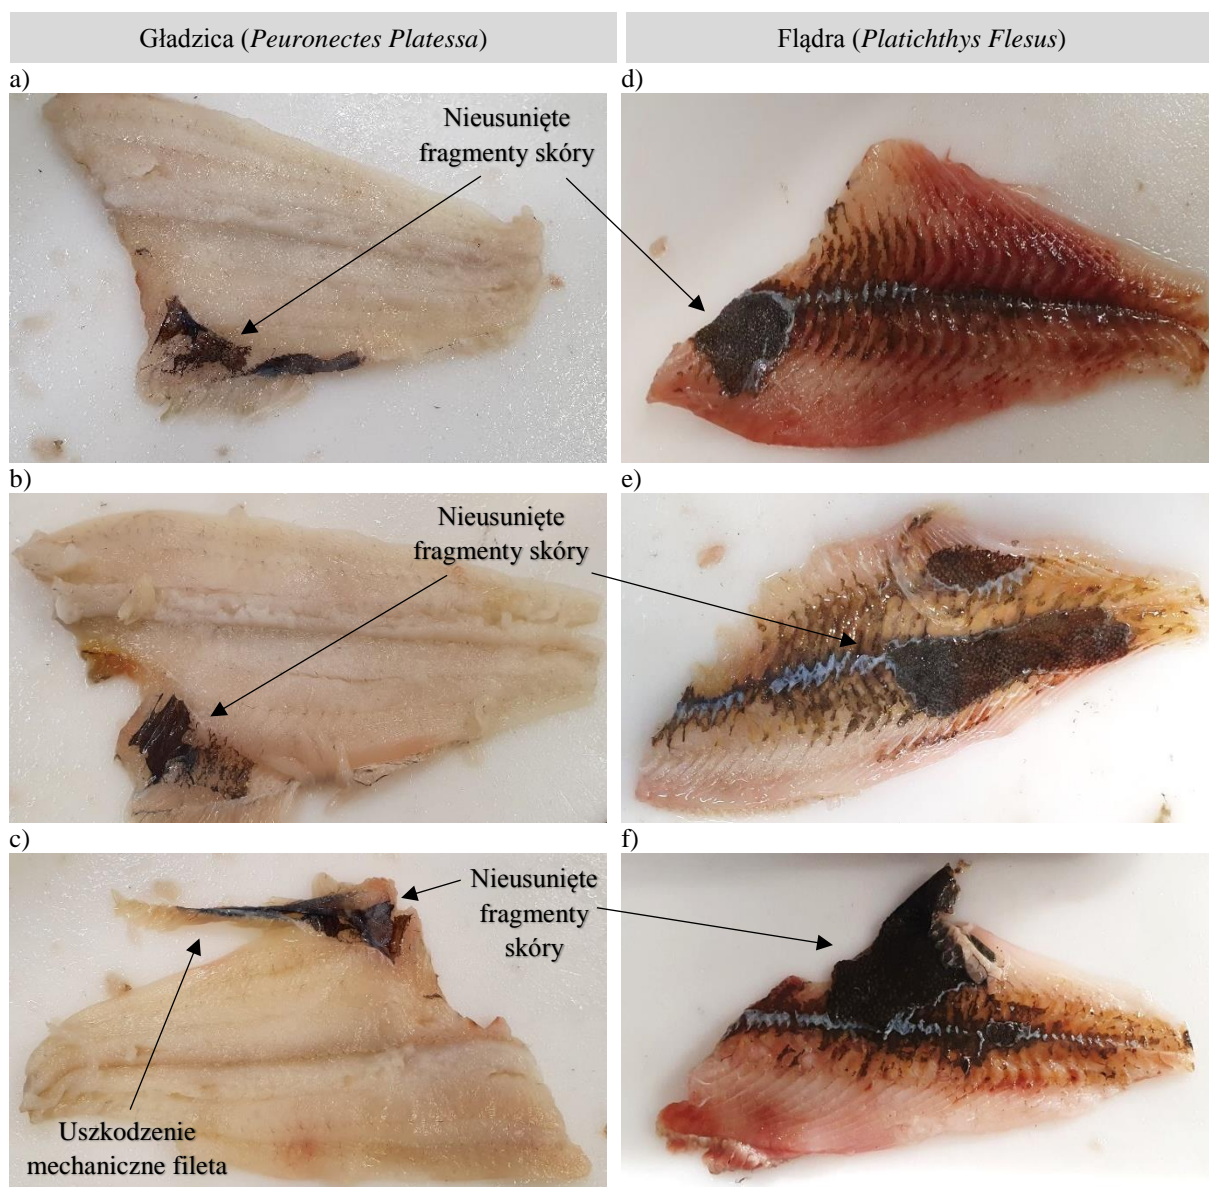 Gładzica (Peuronectes Platessa)
Flądra (Platichthys Flesus)
a)
d)
Nieusunięte
fragmenty skóry
b)
e)
Nieusunięte
fragmenty skóry
c)
f)
Nieusunięte
fragmenty
skóry
Uszkodzenie
mechaniczne fileta